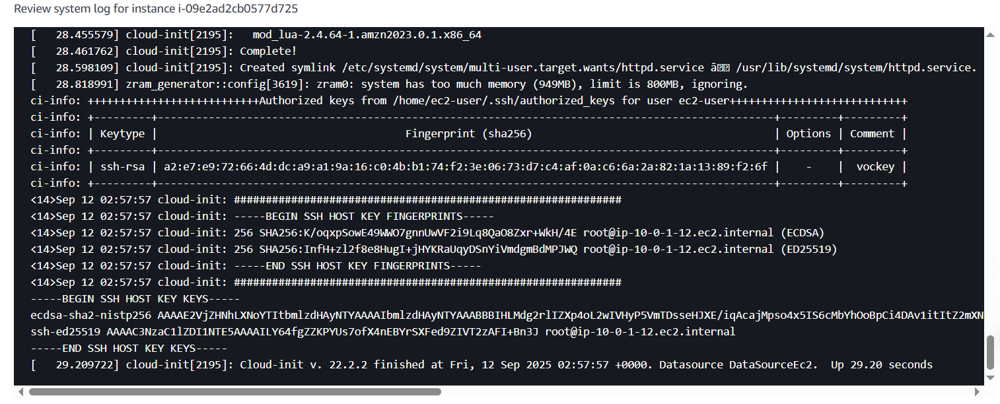 Review system log for instance i-09e2ad2cb0577d725
[   28.455579] cloud-init[2195]:   mod_lua-2.4.64-1.amzn2023.0.1.x86_64
[   28.461762] cloud-init[2195]: Complete!
[   28.598109] cloud-init[2195]: Created symlink /etc/systemd/system/multi-user.target.wants/httpd.service â /usr/lib/systemd/system/httpd.service.
[   28.818991] zram_generator::config[3619]: zram0: system has too much memory (949MB), limit is 800MB, ignoring.
ci-info: +++++++++++++++++++++++++++Authorized keys from /home/ec2-user/.ssh/authorized_keys for user ec2-user++++++++++++++++++++++++++++
ci-info: +---------+-------------------------------------------------------------------------------------------------+---------+---------+
ci-info: | Keytype |                                       Fingerprint (sha256)                                      | Options | Comment |
ci-info: +---------+-------------------------------------------------------------------------------------------------+---------+---------+
ci-info: | ssh-rsa | a2:e7:e9:72:66:4d:dc:a9:a1:9a:16:c0:4b:b1:74:f2:3e:06:73:d7:c4:af:0a:c6:6a:2a:82:1a:13:89:f2:6f |    -    |  vockey |
ci-info: +---------+-------------------------------------------------------------------------------------------------+---------+---------+
<14>Sep 12 02:57:57 cloud-init: #############################################################
<14>Sep 12 02:57:57 cloud-init: -----BEGIN SSH HOST KEY FINGERPRINTS-----
<14>Sep 12 02:57:57 cloud-init: 256 SHA256:K/oqxpSowE49WWO7gnnUwVF2i9Lq8QaO8Zxr+WkH/4E root@ip-10-0-1-12.ec2.internal (ECDSA)
<14>Sep 12 02:57:57 cloud-init: 256 SHA256:InfH+zl2f8e8HugI+jHYKRaUqyDSnYiVmdgmBdMPJWQ root@ip-10-0-1-12.ec2.internal (ED25519)
<14>Sep 12 02:57:57 cloud-init: -----END SSH HOST KEY FINGERPRINTS-----
<14>Sep 12 02:57:57 cloud-init: #############################################################
-----BEGIN SSH HOST KEY KEYS-----
ecdsa-sha2-nistp256 AAAAE2VjZHNhLXNoYTItbmlzdHAyNTYAAAAIbmlzdHAyNTYAAABBBIHLMdg2rlIZXp4oL2wIVHyP5VmTDsseHJXE/iqAcajMpso4x5IS6cMbYhOoBpCi4DAv1itItZ2mXN
ssh-ed25519 AAAAC3NzaC1lZDI1NTE5AAAAILY64fgZZKPYUs7ofX4nEBYrSXFed9ZIVT2zAFI+Bn3J root@ip-10-0-1-12.ec2.internal
-----END SSH HOST KEY KEYS-----
[   29.209722] cloud-init[2195]: Cloud-init v. 22.2.2 finished at Fri, 12 Sep 2025 02:57:57 +0000. Datasource DataSourceEc2.  Up 29.20 seconds